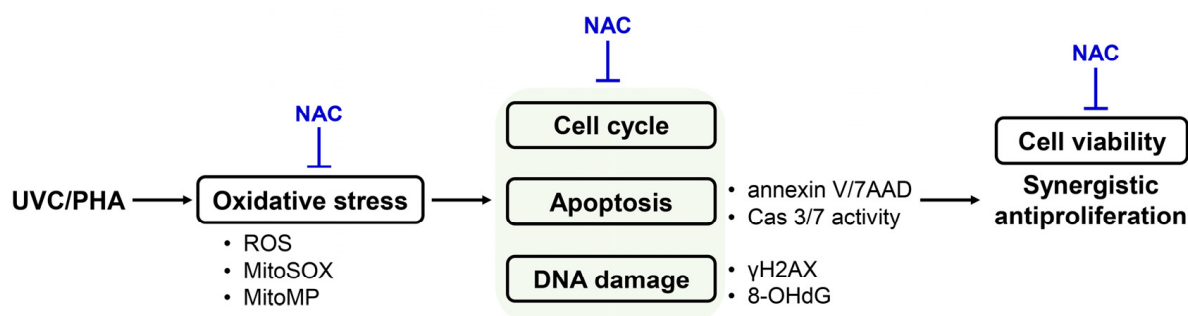 UVC/PHA
NAC
Oxidative stress
• ROS
• MitoSOX
• MitoMP
NAC
Cell cycle
Apoptosis
• annexin V/7AAD
• Cas 3/7 activity
DNA damage
• γH2AX
• 8-OHdG
NAC
Cell viability
Synergistic
antiproliferation